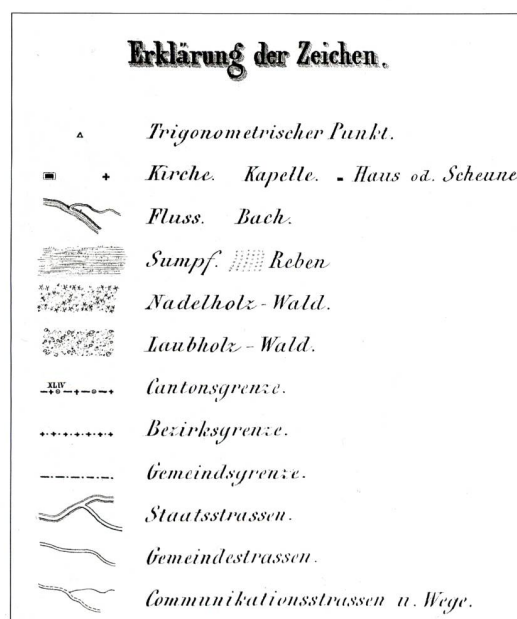 Erklärung der Zeichen.
Trigonometrischer Punkt.
Kirche. Kapelle. Haus od. Scheune
Fluss. Bach.
Sumpf. Reben
Nadelholz-Wald.
Laubholz-Wald.
XLIV Cantonsgrenze.
Bezirksgrenze.
Gemeindsgrenze.
Staatsstrassen.
Gemeindestrassen.
Communikationsstrassen u. Wege.